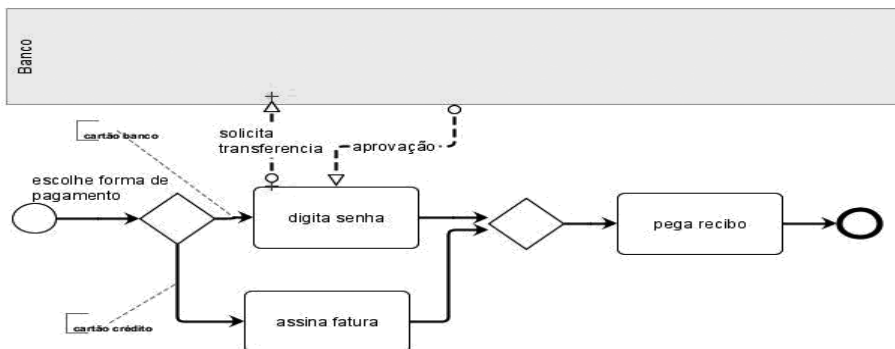 Banco
cartão banco
solicita
transferencia
aprovação
escolhe forma de
pagamento
digita senha
pega recibo
assina fatura
cartão crédito